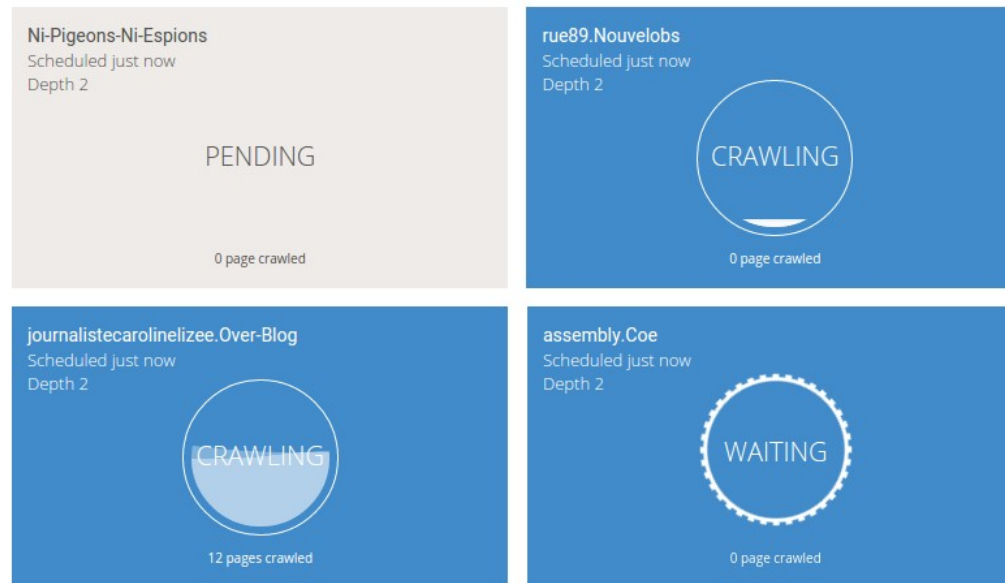 Ni-Pigeons-Ni-Espions
Scheduled just now
Depth 2
PENDING
0 page crawled
rue89.Nouvelobs
Scheduled just now
Depth 2
CRAWLING
0 page crawled
journalistecarolinelizee.Over-Blog
Scheduled just now
Depth 2
CRAWLING
12 pages crawled
assembly.Coe
Scheduled just now
Depth 2
WAITING
0 page crawled